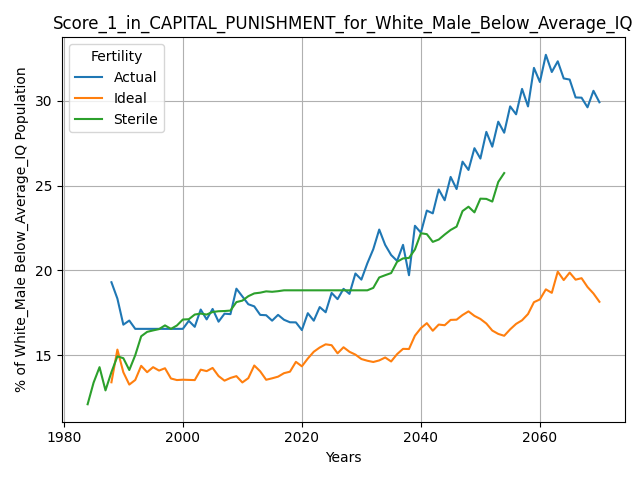 Score_1_in_CAPITAL_PUNISHMENT_for_White_Male_Below_Average_IQ
Fertility
Actual
Ideal
Sterile
% of White_Male Below_Average_IQ Population
30
25
20
15
1980
2000
2020
2040
2060
Years